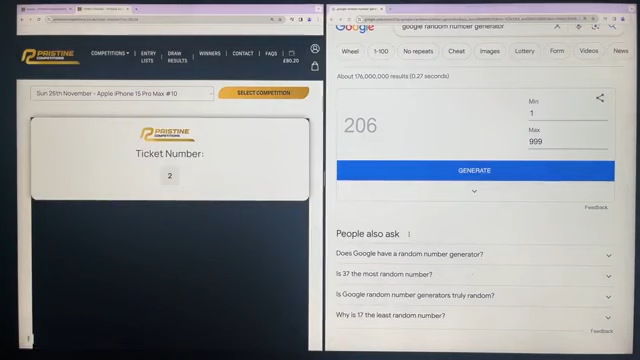 PRISTINE
COMPETITIONS
COMPETITIONS
ENTRY LISTS
DRAW RESULTS
WINNERS
CONTACT
FAQS
£80.20
Sun 26th November - Apple iPhone 15 Pro Max #10
SELECT COMPETITION
PRISTINE
COMPETITIONS
Ticket Number:
2
Google
google random number generator
Wheel
1-100
No repeats
Cheat
Images
Lottery
Form
Videos
News
About 176,000,000 results (0.27 seconds)
206
Min
1
Max
999
GENERATE
Feedback
People also ask
Does Google have a random number generator?
Is 37 the most random number?
Is Google random number generators truly random?
Why is 17 the least random number?
Feedback